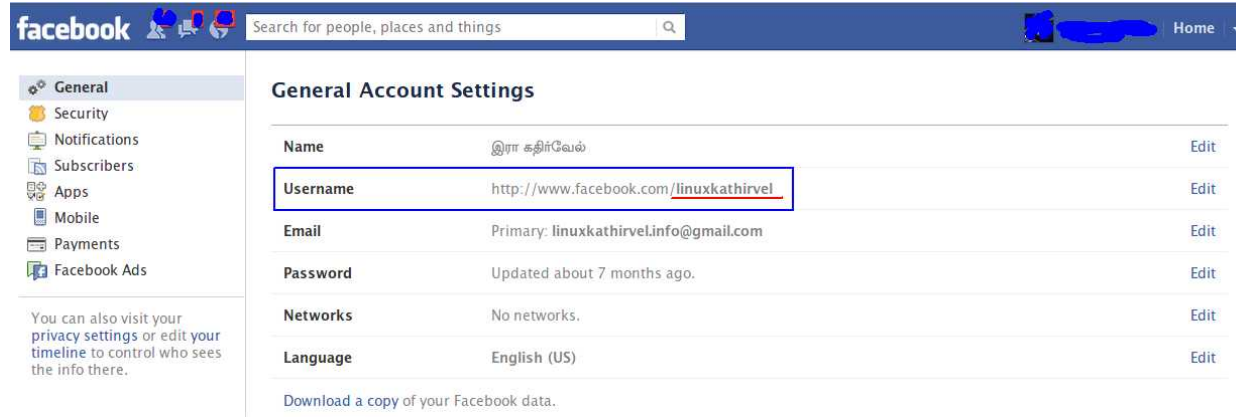 facebook
Search for people, places and things
Home
General
Security
Notifications
Subscribers
Apps
Mobile
Payments
Facebook Ads
You can also visit your
privacy settings or edit your
timeline to control who sees
the info there.
General Account Settings
Name இரா கதிர்வேல் Edit
Username http://www.facebook.com/linuxkathirvel Edit
Email Primary: linuxkathirvel.info@gmail.com Edit
Password Updated about 7 months ago. Edit
Networks No networks. Edit
Language English (US) Edit
Download a copy of your Facebook data.